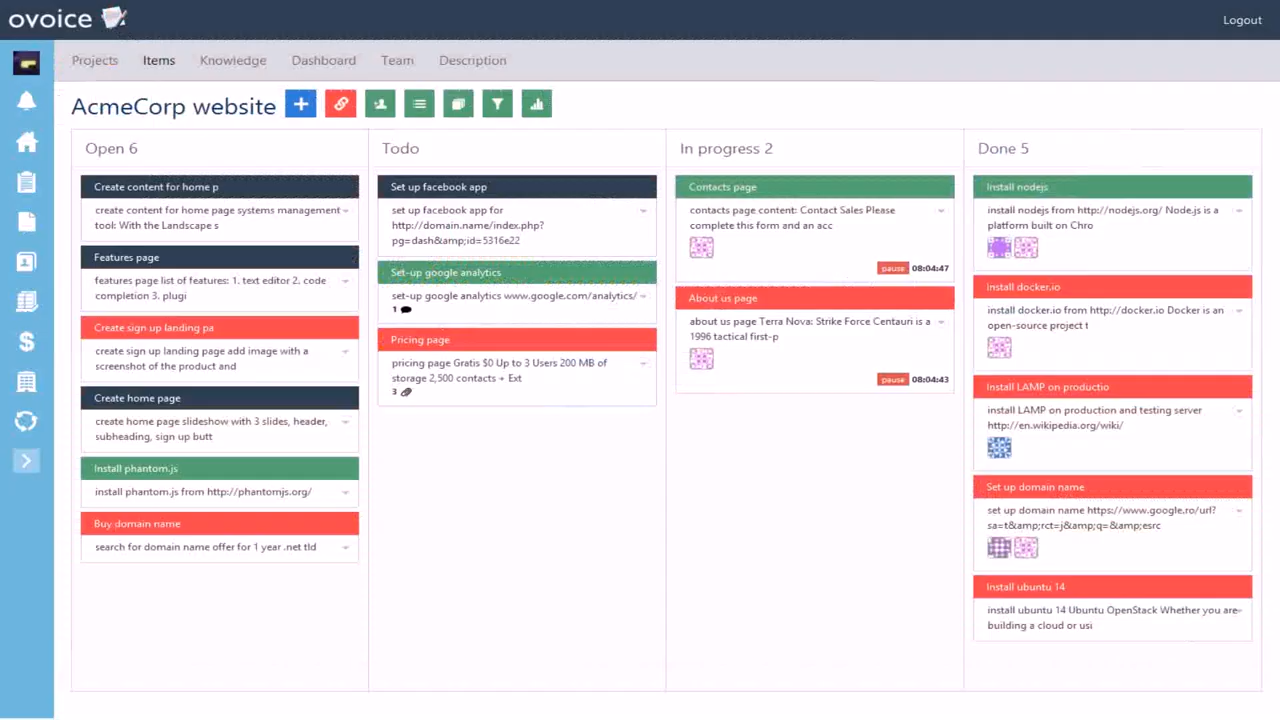 ovoice
Logout
Projects Items Knowledge Dashboard Team Description
AcmeCorp website
Open 6
Create content for home p
create content for home page systems management
tool: With the Landscape s
Features page
features page list of features: 1. text editor 2. code
completion 3. plugi
Create sign up landing pa
create sign up landing page add image with a
screenshot of the product and
Create home page
create home page slideshow with 3 slides, header,
subheading, sign up butt
Install phantom.js
install phantom.js from http://phantomjs.org/
Buy domain name
search for domain name offer for 1 year .net tld
Todo
Set up facebook app
set up facebook app for
http://domain.name/index.php?
pg=dash&amp;id=5316e22
Set-up google analytics
set-up google analytics www.google.com/analytics/
1
Pricing page
pricing page Gratis $0 Up to 3 Users 200 MB of
storage 2,500 contacts + Ext
3
In progress 2
Contacts page
contacts page content: Contact Sales Please
complete this form and an acc
pause 08:04:47
About us page
about us page Terra Nova: Strike Force Centauri is a
1996 tactical first-p
pause 08:04:43
Done 5
Install nodejs
install nodejs from http://nodejs.org/ Node.js is a
platform built on Chro
Install docker.io
install docker.io from http://docker.io Docker is an
open-source project t
Install LAMP on productio
install LAMP on production and testing server
http://en.wikipedia.org/wiki/
Set up domain name
set up domain name https://www.google.ro/url?
sa=t&amp;rct=j&amp;q=&amp;esrc
Install ubuntu 14
install ubuntu 14 Ubuntu OpenStack Whether you are
building a cloud or usi